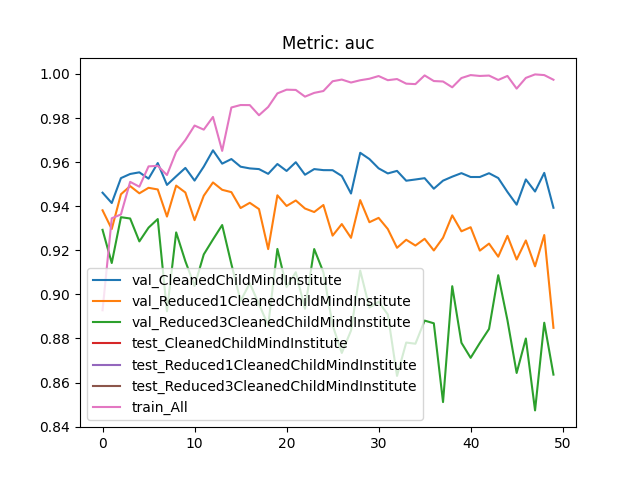 Metric: auc
1.00
0.98
0.96
0.94
0.92
0.90
0.88
0.86
0.84
val_CleanedChildMindInstitute
val_Reduced1CleanedChildMindInstitute
val_Reduced3CleanedChildMindInstitute
test_CleanedChildMindInstitute
test_Reduced1CleanedChildMindInstitute
test_Reduced3CleanedChildMindInstitute
train_All
0 10 20 30 40 50